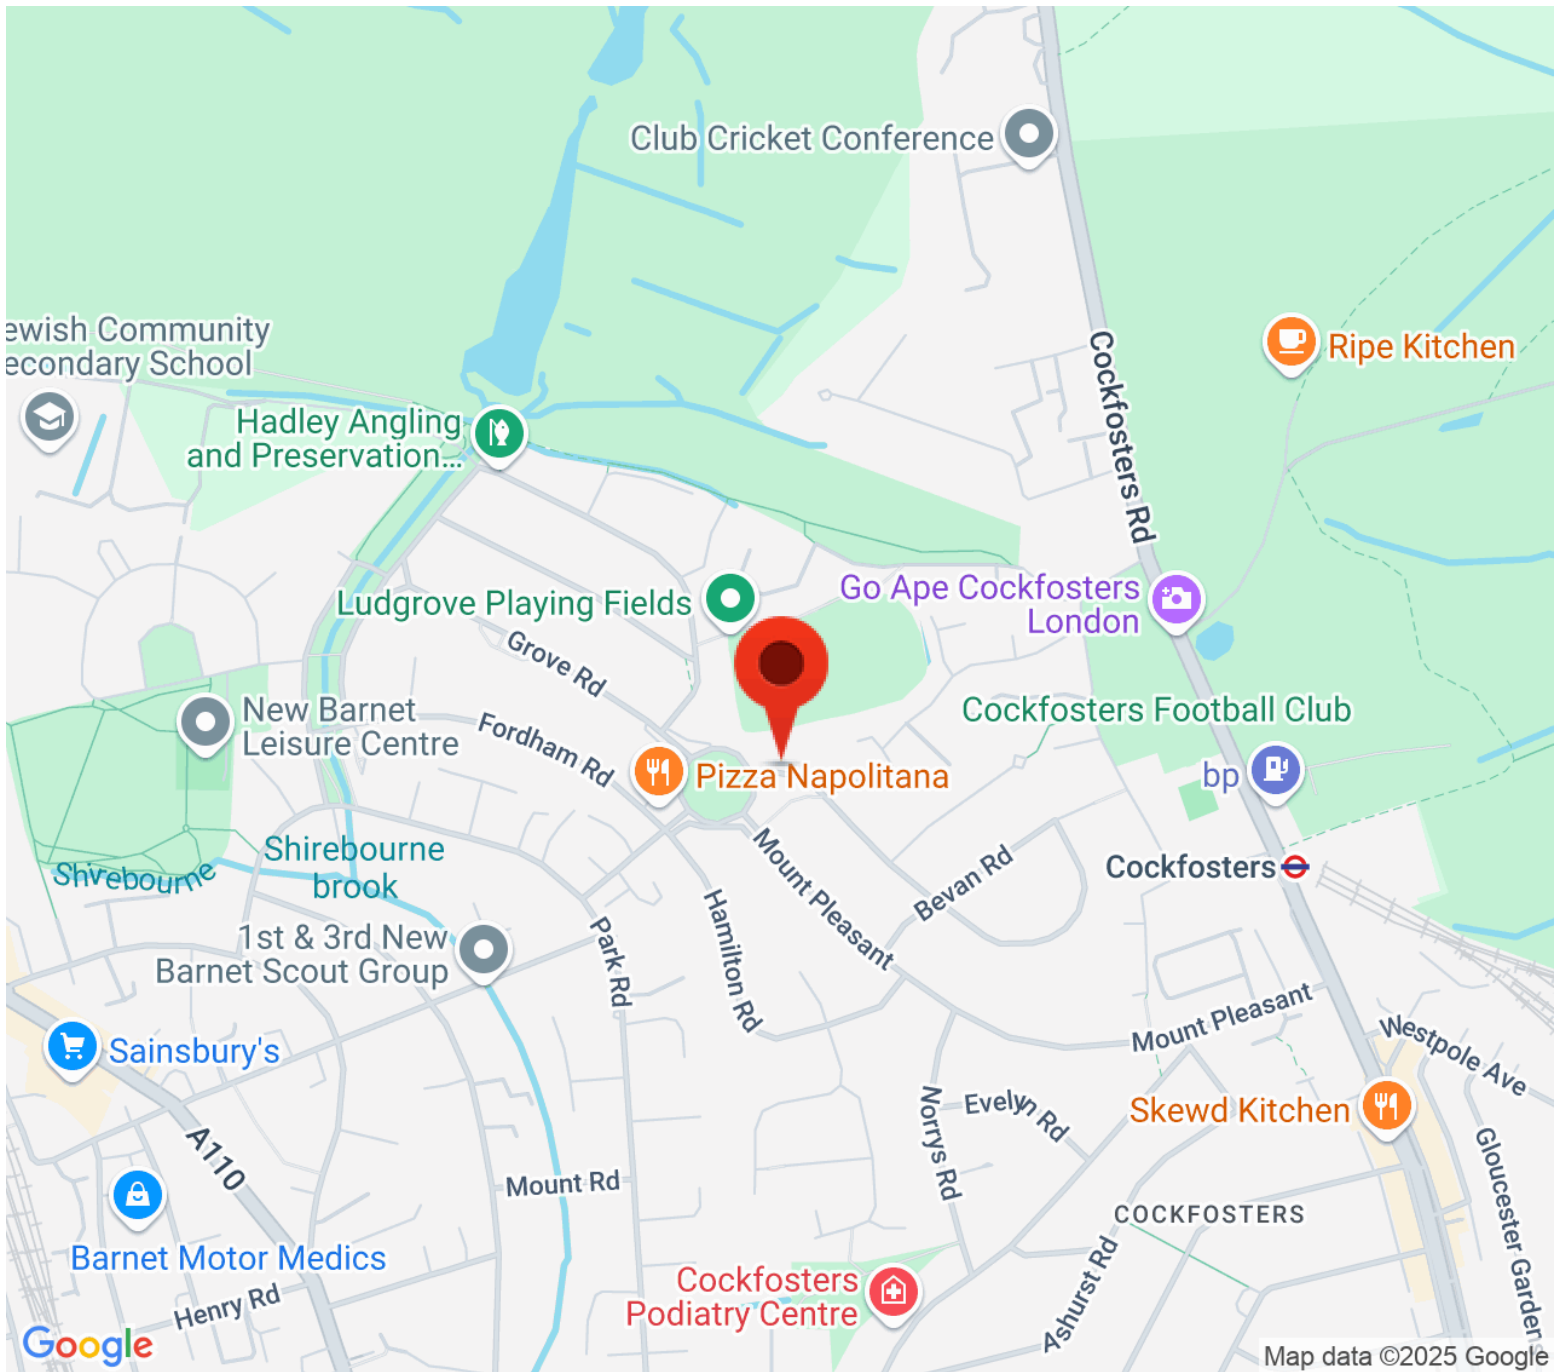 Club Cricket Conference
Cockfosters Rd
ewish Community
econdary School
Ripe Kitchen
Hadley Angling
and Preservation...
Go Ape Cockfosters
London
Ludgrove Playing Fields
Grove Rd
New Barnet
Leisure Centre
Fordham Rd
Cockfosters Football Club
Pizza Napolitana
bp
Shirebourne
brook
Shirebourne
Mount Pleasant
Bevan Rd
Cockfosters
Hamilton Rd
Park Rd
1st & 3rd New
Barnet Scout Group
Mount Pleasant
Westpole Ave
Sainsbury's
Norrys Rd
Evelyn Rd
Skewd Kitchen
A110
Mount Rd
COCKFOSTERS
Gloucester Gardens
Barnet Motor Medics
Ashurst Rd
Cockfosters
Podiatry Centre
Henry Rd
Google
Map data ©2025 Google